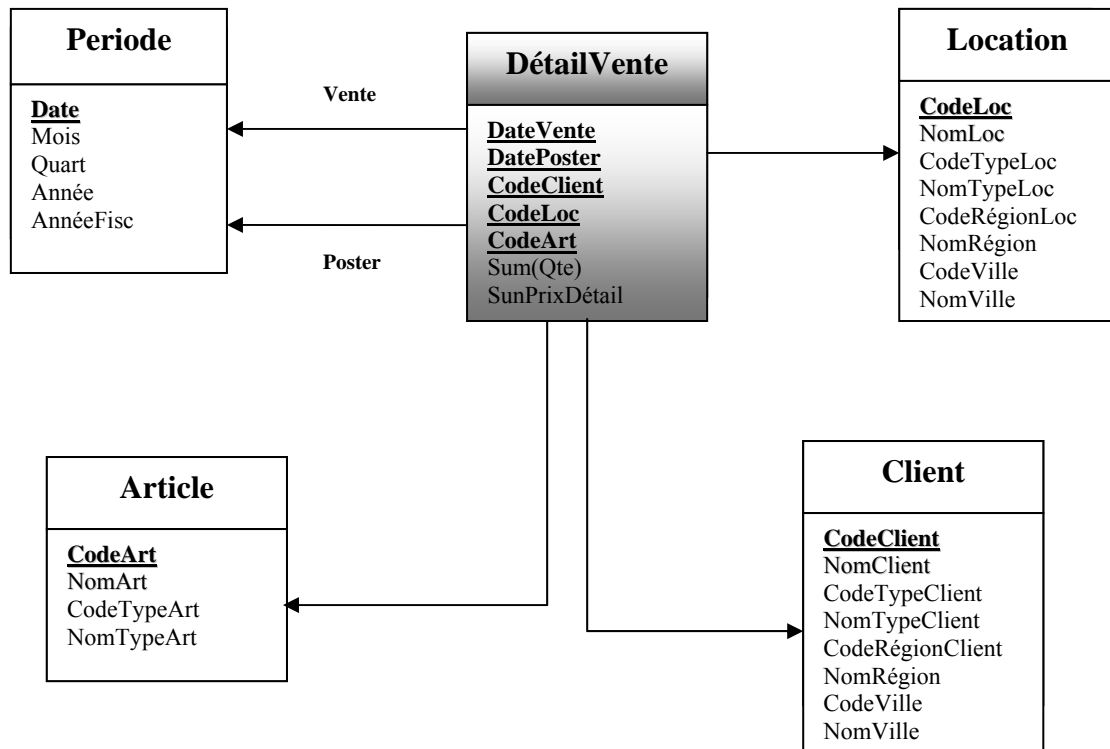 Periode
Date
Mois
Quart
Année
AnnéeFisc
Vente
Poster
DétailVente
DateVente
DatePoster
CodeClient
CodeLoc
CodeArt
Sum(Qte)
SunPrixDétail
Location
CodeLoc
NomLoc
CodeTypeLoc
NomTypeLoc
CodeRégionLoc
NomRégion
CodeVille
NomVille
Article
CodeArt
NomArt
CodeTypeArt
NomTypeArt
Client
CodeClient
NomClient
CodeTypeClient
NomTypeClient
CodeRégionClient
NomRégion
CodeVille
NomVille